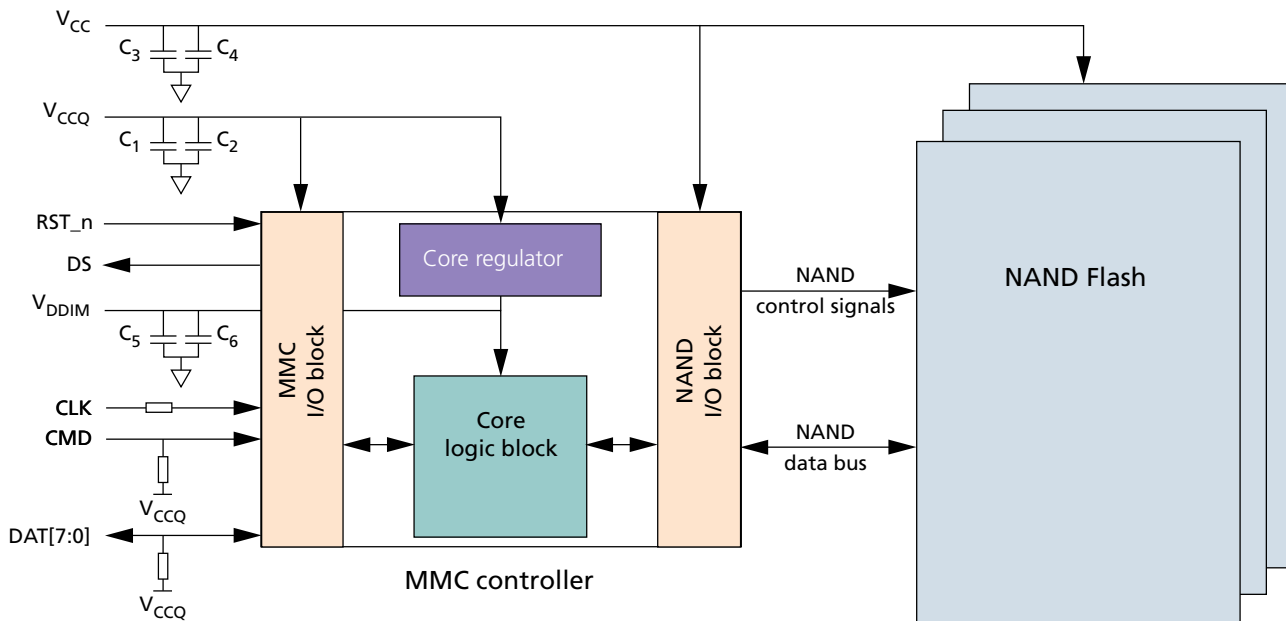 VCC
C3 C4
VCCQ
C1 C2
RST_n
DS
VDDIM
C5 C6
CLK
CMD
VCCQ
DAT[7:0]
VCCQ
MMC
I/O block
Core regulator
Core
logic block
NAND
I/O block
MMC controller
NAND
control signals
NAND
data bus
NAND Flash